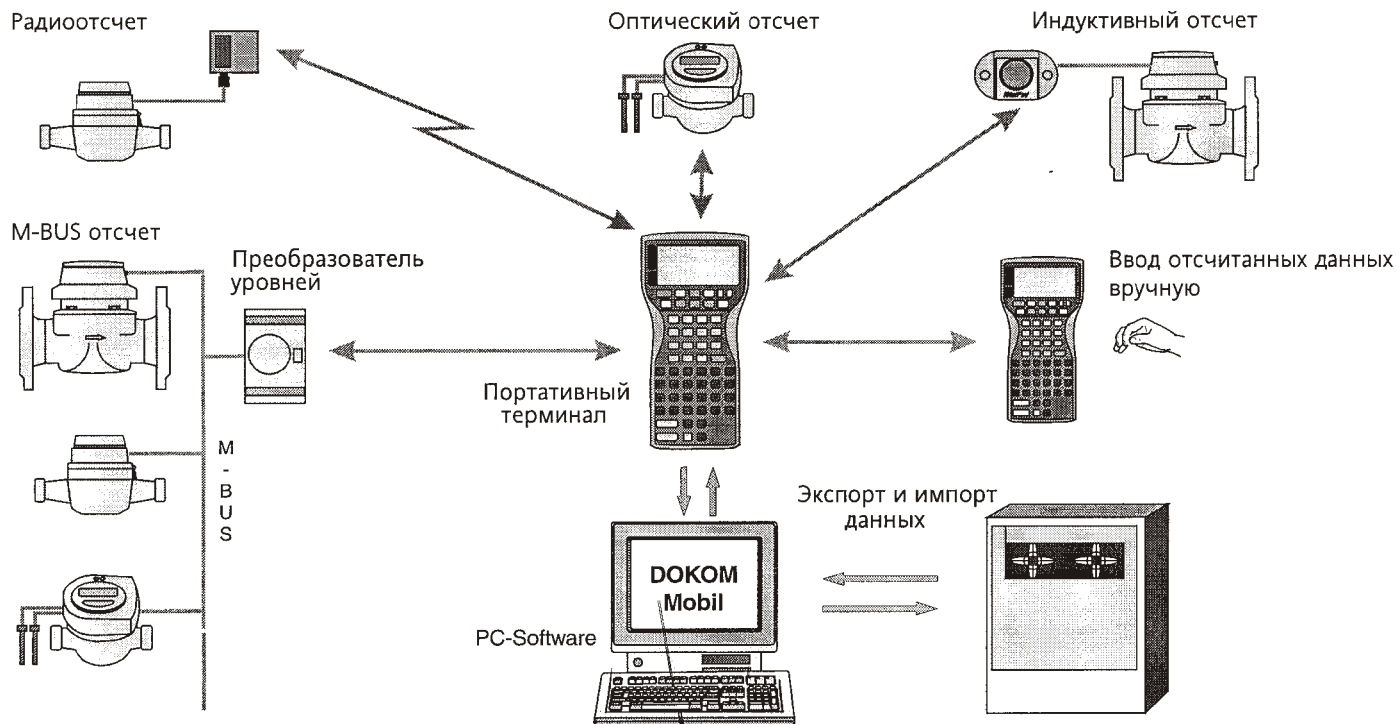 Радиоотсчет
Оптический отсчет
Индуктивный отсчет
M-BUS отсчет
Преобразователь
уровней
Ввод отсчитанных данных
вручную
Портативный
терминал
M
-
B
U
S
Экспорт и импорт
данных
DOKOM
Mobil
PC-Software